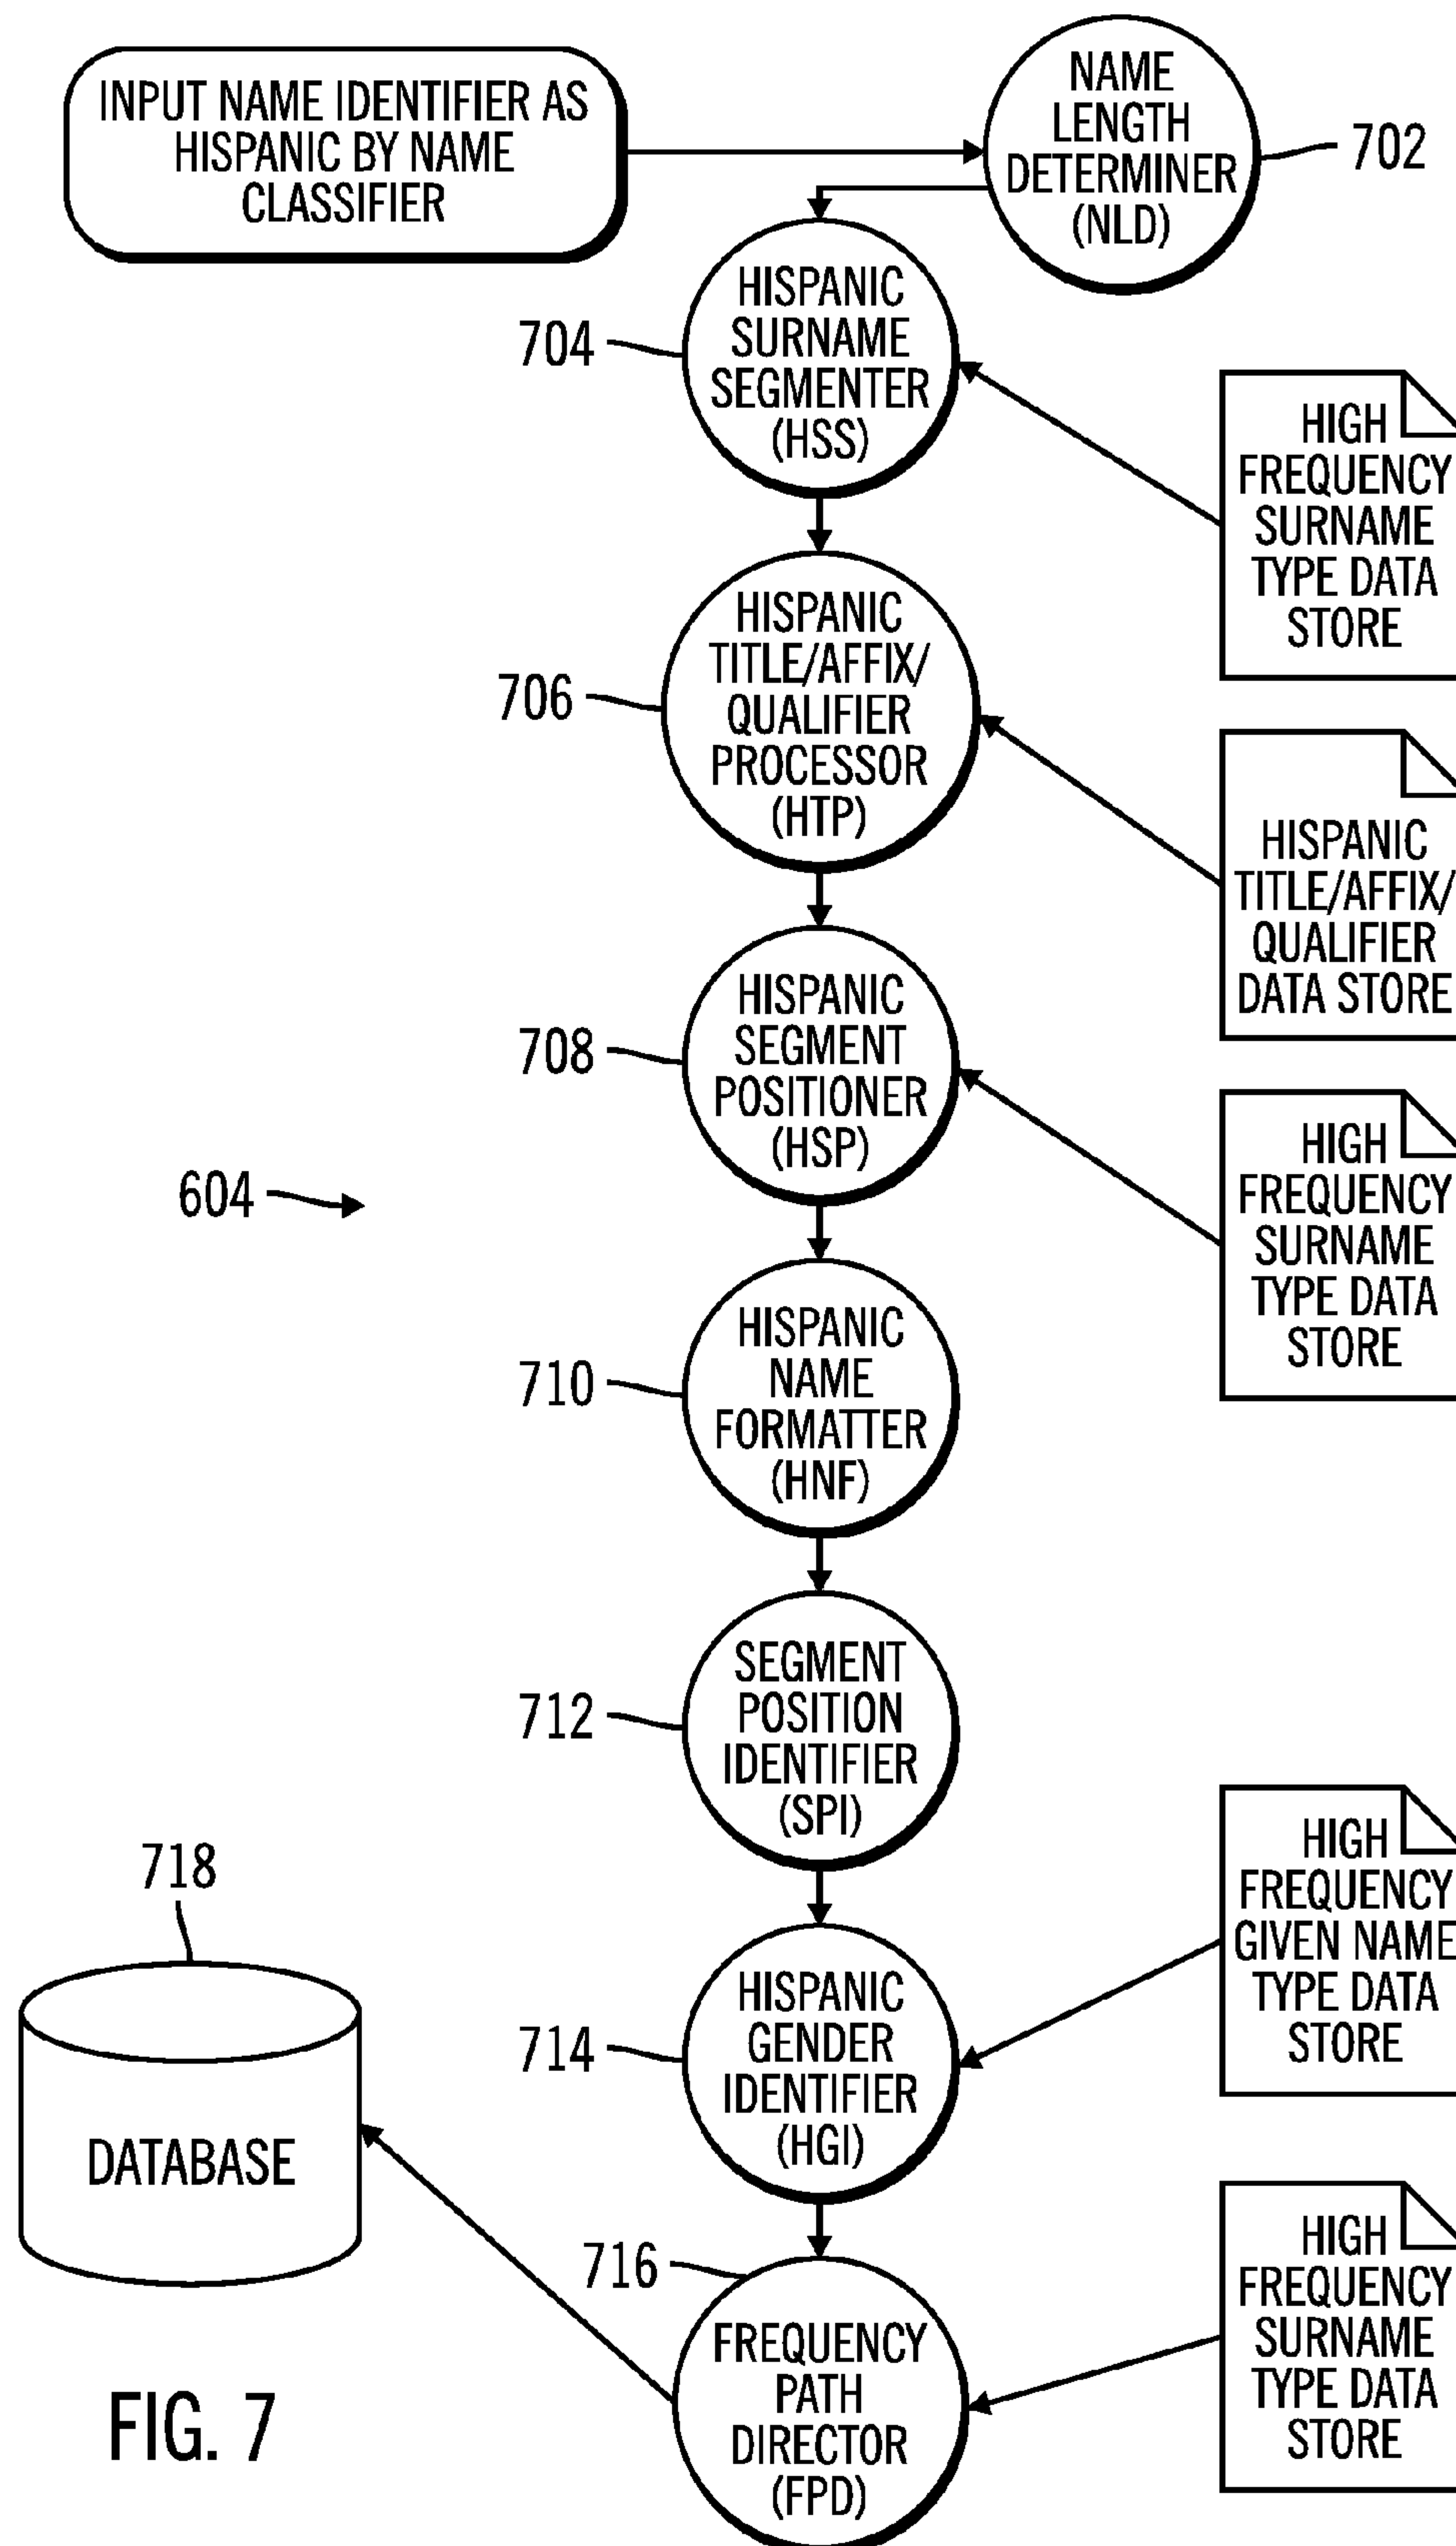 INPUT NAME IDENTIFIER AS
HISPANIC BY NAME
CLASSIFIER
NAME
LENGTH
DETERMINER
(NLD)
702
704
HISPANIC
SURNAME
SEGMENTER
(HSS)
HIGH
FREQUENCY
SURNAME
TYPE DATA
STORE
706
HISPANIC
TITLE/AFFIX/
QUALIFIER
PROCESSOR
(HTP)
HISPANIC
TITLE/AFFIX/
QUALIFIER
DATA STORE
708
HISPANIC
SEGMENT
POSITIONER
(HSP)
HIGH
FREQUENCY
SURNAME
TYPE DATA
STORE
604
710
HISPANIC
NAME
FORMATTER
(HNF)
712
SEGMENT
POSITION
IDENTIFIER
(SPI)
714
HISPANIC
GENDER
IDENTIFIER
(HGI)
HIGH
FREQUENCY
GIVEN NAME
TYPE DATA
STORE
718
DATABASE
716
FREQUENCY
PATH
DIRECTOR
(FPD)
HIGH
FREQUENCY
SURNAME
TYPE DATA
STORE
FIG. 7